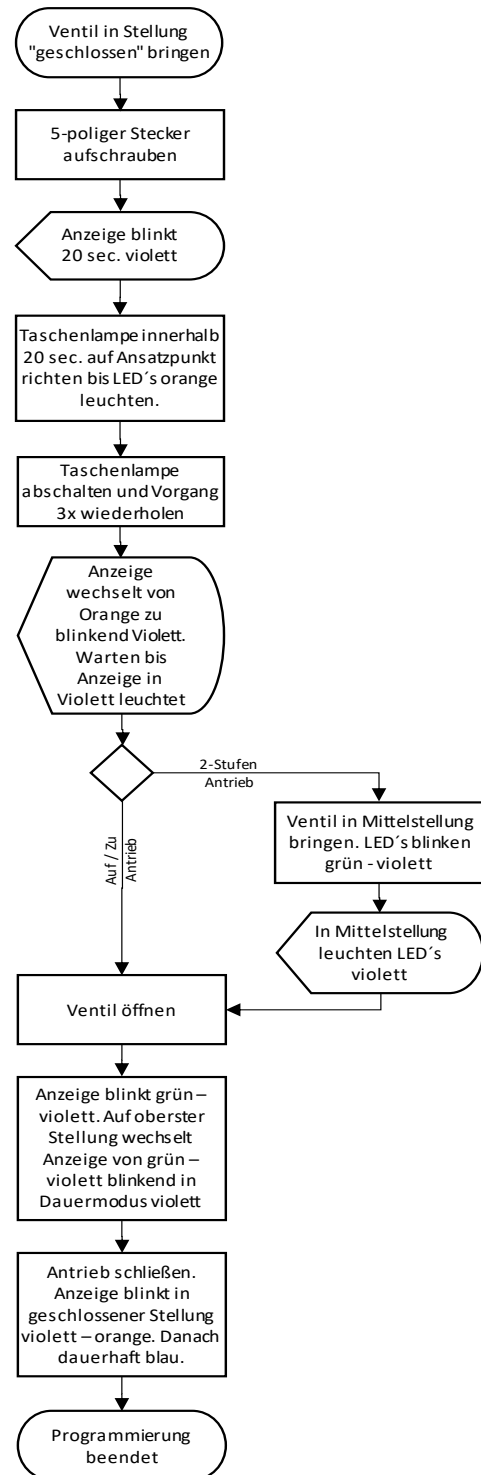 Ventil in Stellung
"geschlossen" bringen
5-poliger Stecker
aufschrauben
Anzeige blinkt
20 sec. violett
Taschenlampe innerhalb
20 sec. auf Ansatzpunkt
richten bis LED´s orange
leuchten.
Taschenlampe
abschalten und Vorgang
3x wiederholen
Anzeige
wechselt von
Orange zu
blinkend Violett.
Warten bis
Anzeige in
Violett leuchtet
2-Stufen
Antrieb
Auf / Zu
Antrieb
Ventil in Mittelstellung
bringen. LED´s blinken
grün - violett
In Mittelstellung
leuchten LED´s
violett
Ventil öffnen
Anzeige blinkt grün –
violett. Auf oberster
Stellung wechselt
Anzeige von grün –
violett blinkend in
Dauermodus violett
Antrieb schließen.
Anzeige blinkt in
geschlossener Stellung
violett – orange. Danach
dauerhaft blau.
Programmierung
beendet